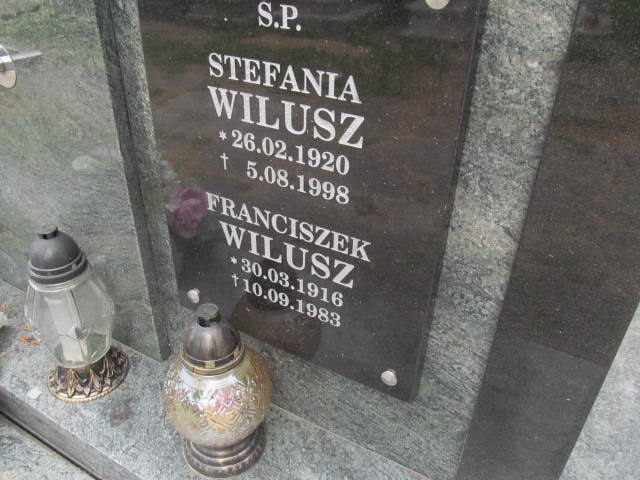 S.P.
STEFANIA
WILUSZ
* 26.02.1920
† 5.08.1998
FRANCISZEK
WILUSZ
* 30.03.1916
† 10.09.1983